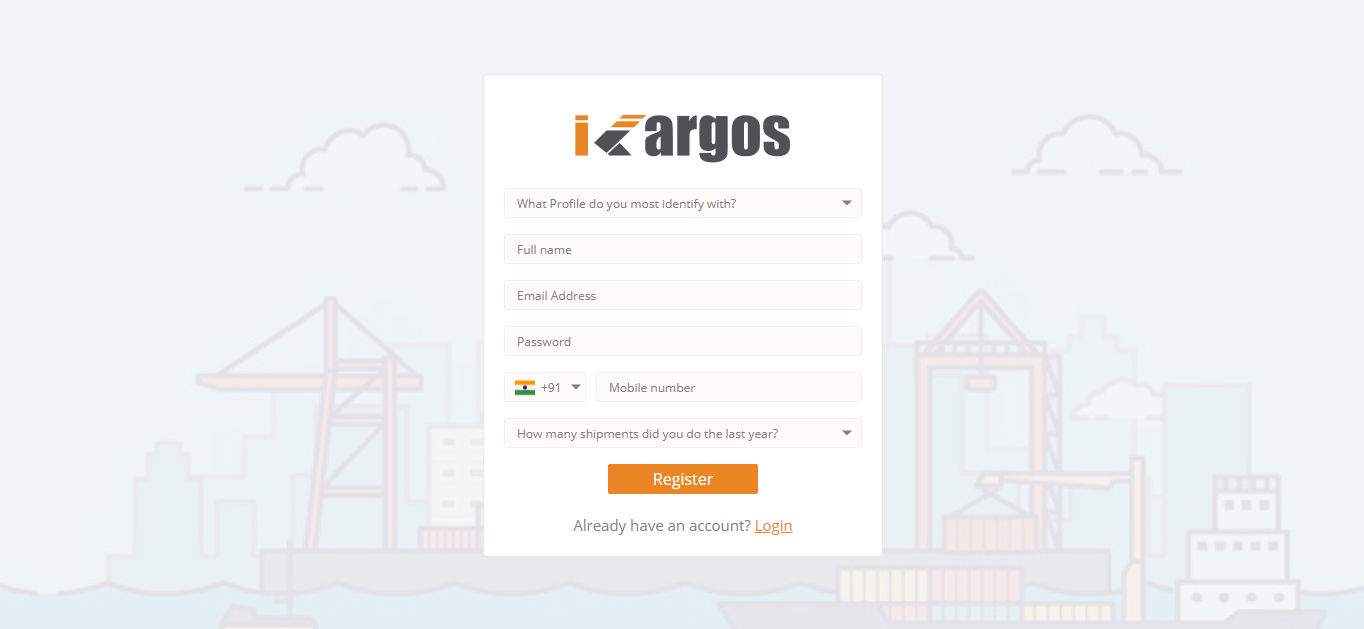 iKargos
What Profile do you most identify with?
Full name
Email Address
Password
+91 Mobile number
How many shipments did you do the last year?
Register
Already have an account? Login